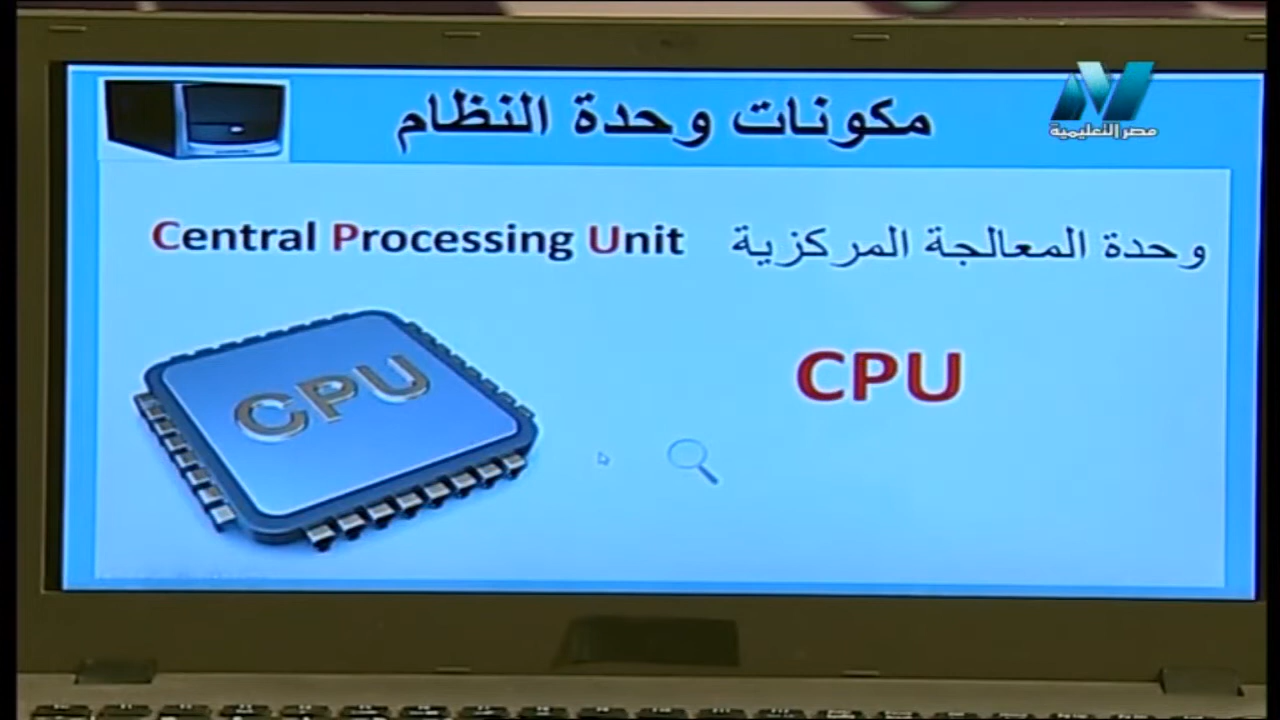 مكونات وحدة النظام
مصر التعليمية
وحدة المعالجة المركزية Central Processing Unit
CPU
CPU